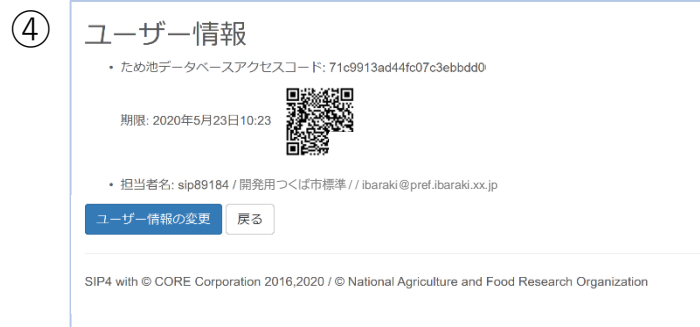 ④
ユーザー情報
• ため池データベースアクセスコード: 71c9913ad44fc07c3ebbdd0
期限: 2020年5月23日10:23
• 担当者名: sip89184 / 開発用つくば市標準 / / ibaraki@pref.ibaraki.xx.jp
ユーザー情報の変更 戻る
SIP4 with © CORE Corporation 2016,2020 / © National Agriculture and Food Research Organization